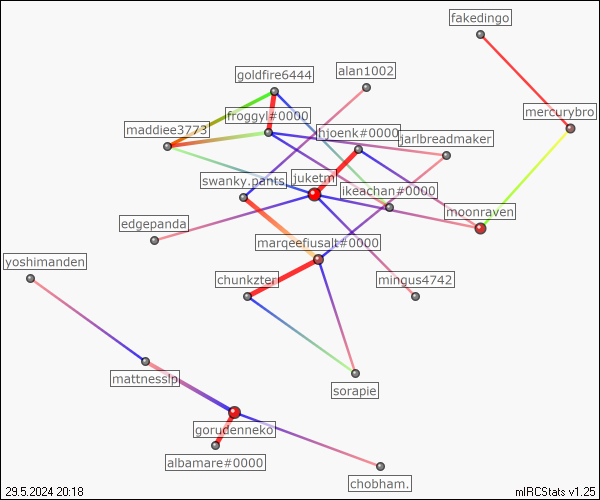 fakedingo
goldfire6444
alan1002
mercurybro
froggyl#0000
maddiee3773
hjoenk#0000
jarlbreadmaker
swanky.pants
juketm
ikeachan#0000
moonraven
edgepanda
marqeefiusalt#0000
yoshimanden
chunkzter
mingus4742
mattnesslp
sorapie
gorudenneko
albamare#0000
chobham.
29.5.2024 20:18
mIRCStats v1.25